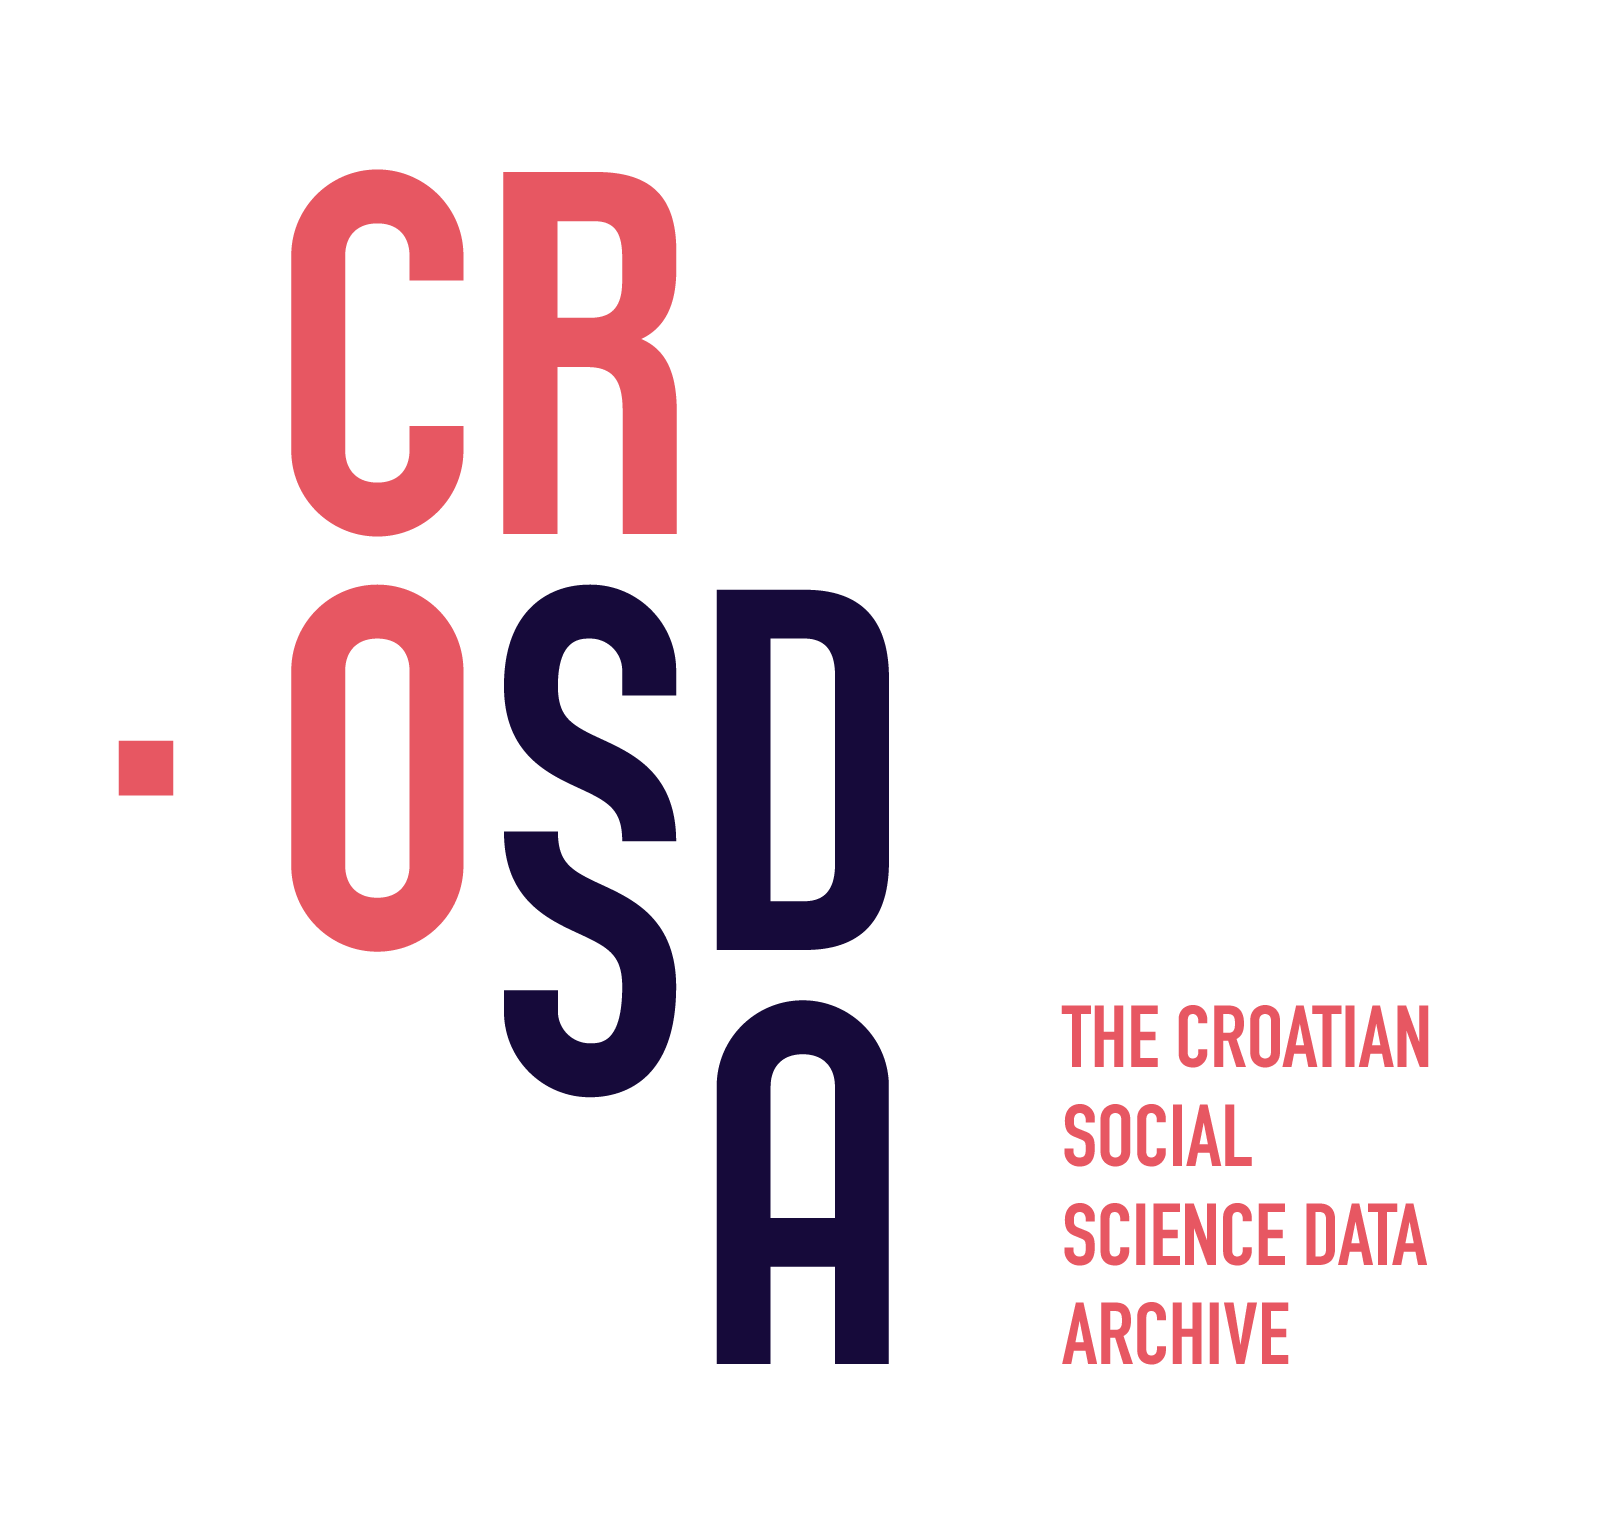 CR
OSD
S
A
THE CROATIAN
SOCIAL
SCIENCE DATA
ARCHIVE